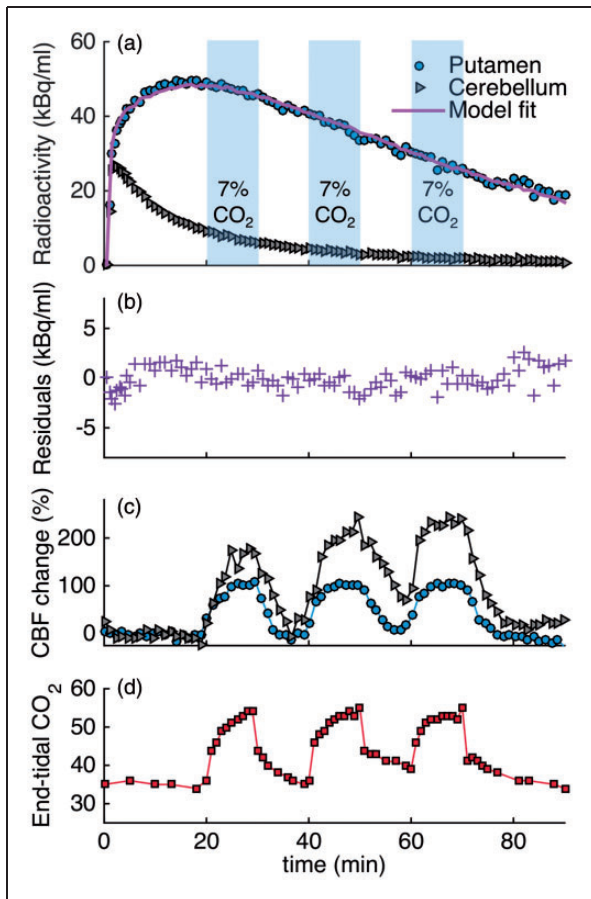 (a)
60
40
20
0
Radioactivity (kBq/ml)
Putamen
Cerebellum
Model fit
7%
CO2
7%
CO2
7%
CO2
(b)
5
0
-5
Residuals (kBq/ml)
(c)
200
100
0
CBF change (%)
(d)
60
50
40
30
End-tidal CO2
0 20 40 60 80
time (min)